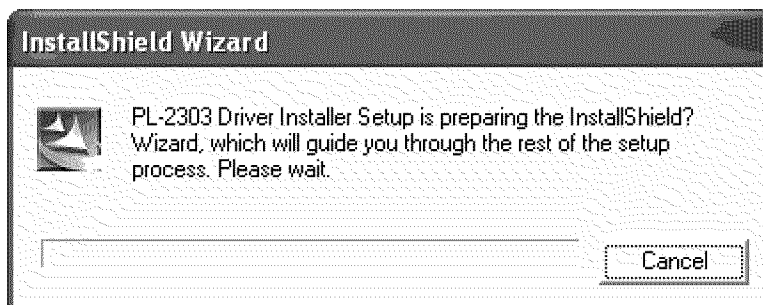 InstallShield Wizard
PL-2303 Driver Installer Setup is preparing the InstallShield?
Wizard, which will guide you through the rest of the setup
process. Please wait.
Cancel